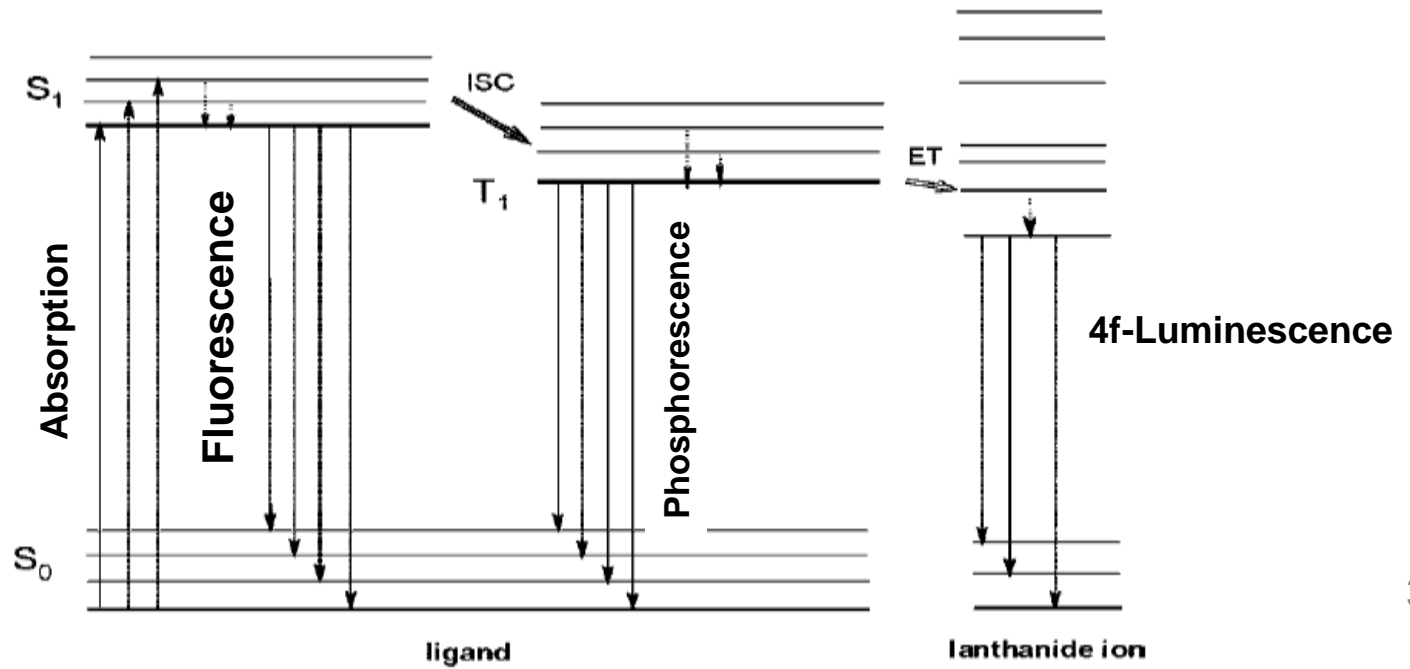 S1
ISC
ET
T1
Absorption
Fluorescence
Phosphorescence
4f-Luminescence
S0
ligand
lanthanide ion